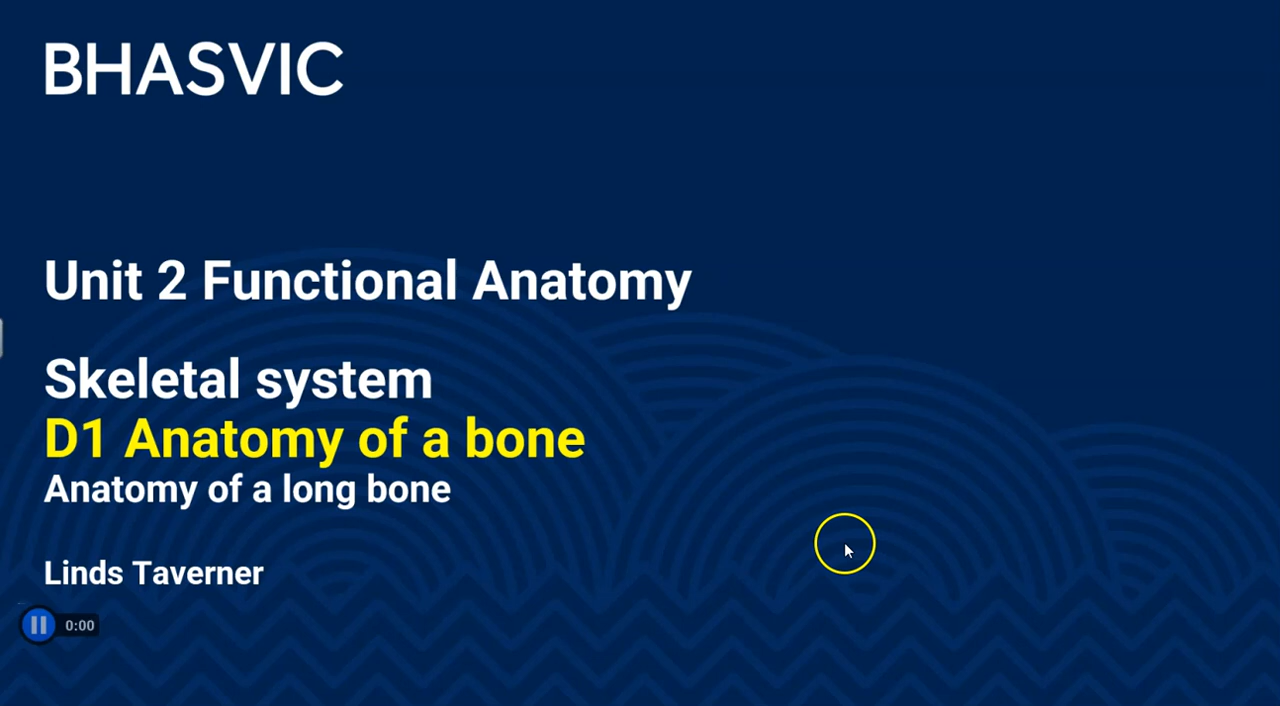 BHASVIC
Unit 2 Functional Anatomy
Skeletal system
D1 Anatomy of a bone
Anatomy of a long bone
Linds Taverner
0:00